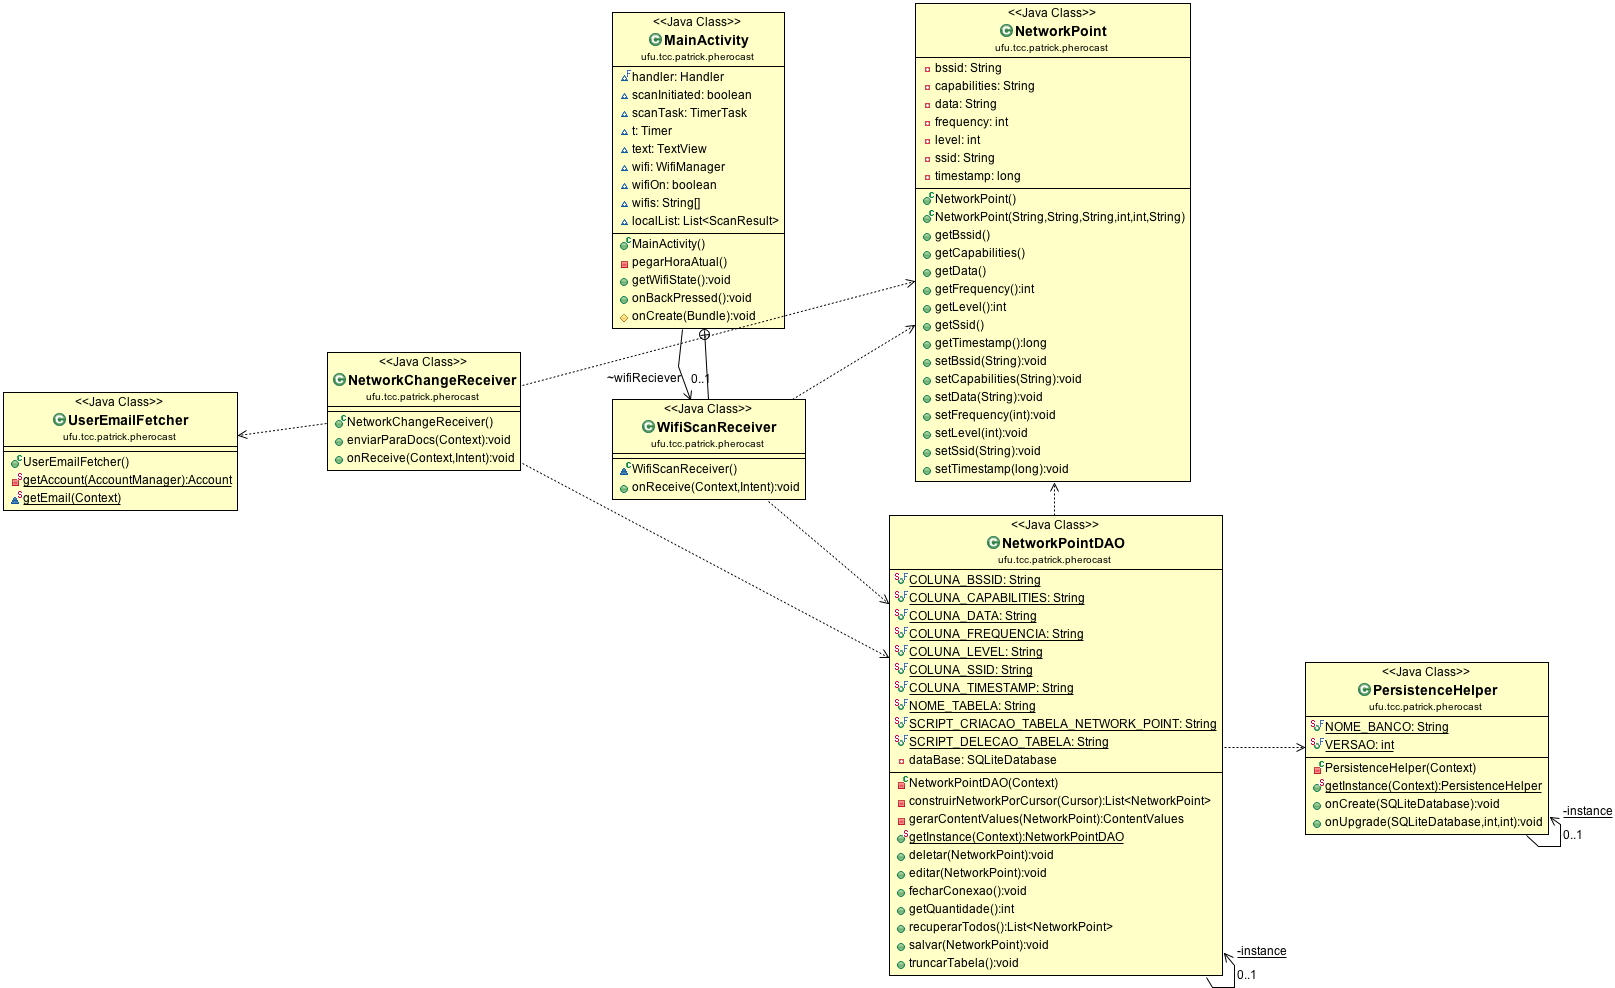 <<Java Class>>
MainActivity
ufu.tcc.patrick.pherocast
handler: Handler
scanInitiated: boolean
scanTask: TimerTask
t: Timer
text: TextView
wifi: WifiManager
wifiOn: boolean
wifis: String[]
localList: List<ScanResult>
MainActivity()
pegarHoraAtual()
getWifiState():void
onBackPressed():void
onCreate(Bundle):void
<<Java Class>>
NetworkPoint
ufu.tcc.patrick.pherocast
bssid: String
capabilities: String
data: String
frequency: int
level: int
ssid: String
timestamp: long
NetworkPoint()
NetworkPoint(String,String,String,int,int,String)
getBssid()
getCapabilities()
getData()
getFrequency():int
getLevel():int
getSsid()
getTimestamp():long
setBssid(String):void
setCapabilities(String):void
setData(String):void
setFrequency(int):void
setLevel(int):void
setSsid(String):void
setTimestamp(long):void
~wifiReciever
0..1
<<Java Class>>
NetworkChangeReceiver
ufu.tcc.patrick.pherocast
NetworkChangeReceiver()
enviarParaDocs(Context):void
onReceive(Context,Intent):void
<<Java Class>>
UserEmailFetcher
ufu.tcc.patrick.pherocast
UserEmailFetcher()
getAccount(AccountManager):Account
getEmail(Context)
<<Java Class>>
WifiScanReceiver
ufu.tcc.patrick.pherocast
WifiScanReceiver()
onReceive(Context,Intent):void
<<Java Class>>
NetworkPointDAO
ufu.tcc.patrick.pherocast
COLUNA_BSSID: String
COLUNA_CAPABILITIES: String
COLUNA_DATA: String
COLUNA_FREQUENCIA: String
COLUNA_LEVEL: String
COLUNA_SSID: String
COLUNA_TIMESTAMP: String
NOME_TABELA: String
SCRIPT_CRIACAO_TABELA_NETWORK_POINT: String
SCRIPT_DELECAO_TABELA: String
dataBase: SQLiteDatabase
NetworkPointDAO(Context)
construirNetworkPorCursor(Cursor):List<NetworkPoint>
gerarContentValues(NetworkPoint):ContentValues
getInstance(Context):NetworkPointDAO
deletar(NetworkPoint):void
editar(NetworkPoint):void
fecharConexao():void
getQuantidade():int
recuperarTodos():List<NetworkPoint>
salvar(NetworkPoint):void
truncarTabela():void
-instance
0..1
<<Java Class>>
PersistenceHelper
ufu.tcc.patrick.pherocast
NOME_BANCO: String
VERSAO: int
PersistenceHelper(Context)
getInstance(Context):PersistenceHelper
onCreate(SQLiteDatabase):void
onUpgrade(SQLiteDatabase,int,int):void
-instance
0..1